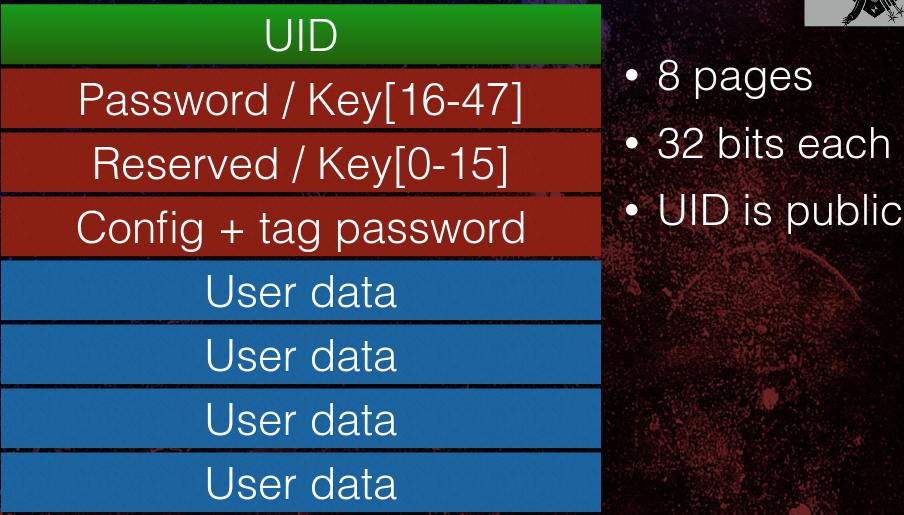 UID
Password / Key[16-47]
Reserved / Key[0-15]
Config + tag password
User data
User data
User data
User data
• 8 pages
• 32 bits each
• UID is public